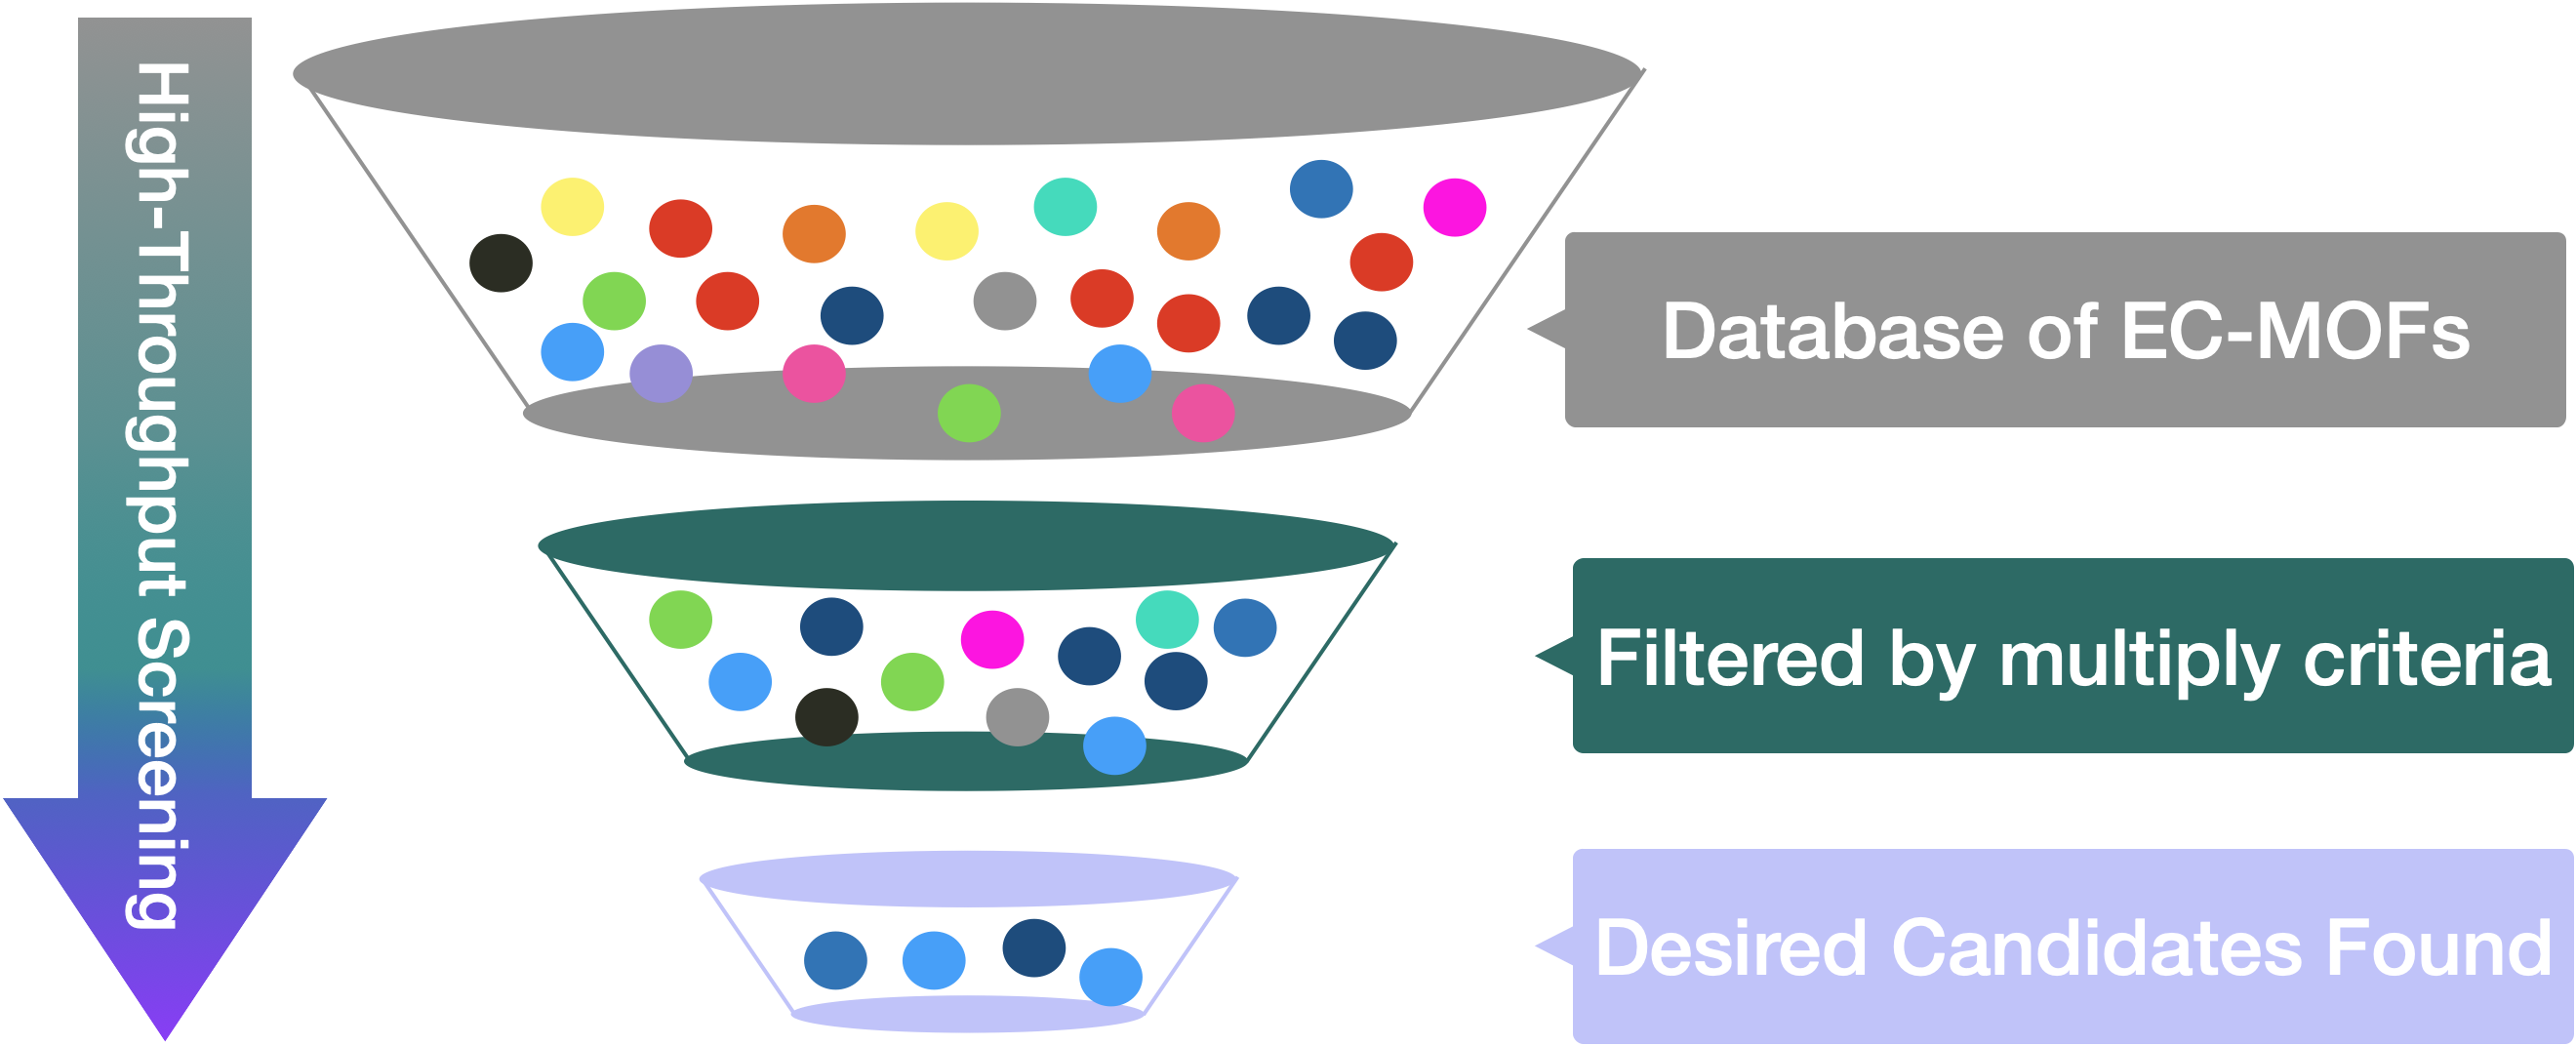 High-Throughput Screening
Database of EC-MOFs
Filtered by multiply criteria
Desired Candidates Found